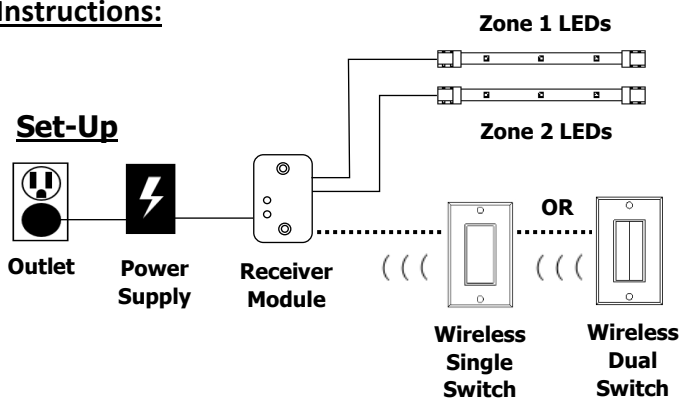 Instructions:
Zone 1 LEDs
Set-Up
Zone 2 LEDs
OR
Outlet
Power
Supply
Receiver
Module
Wireless
Single
Switch
Wireless
Dual
Switch